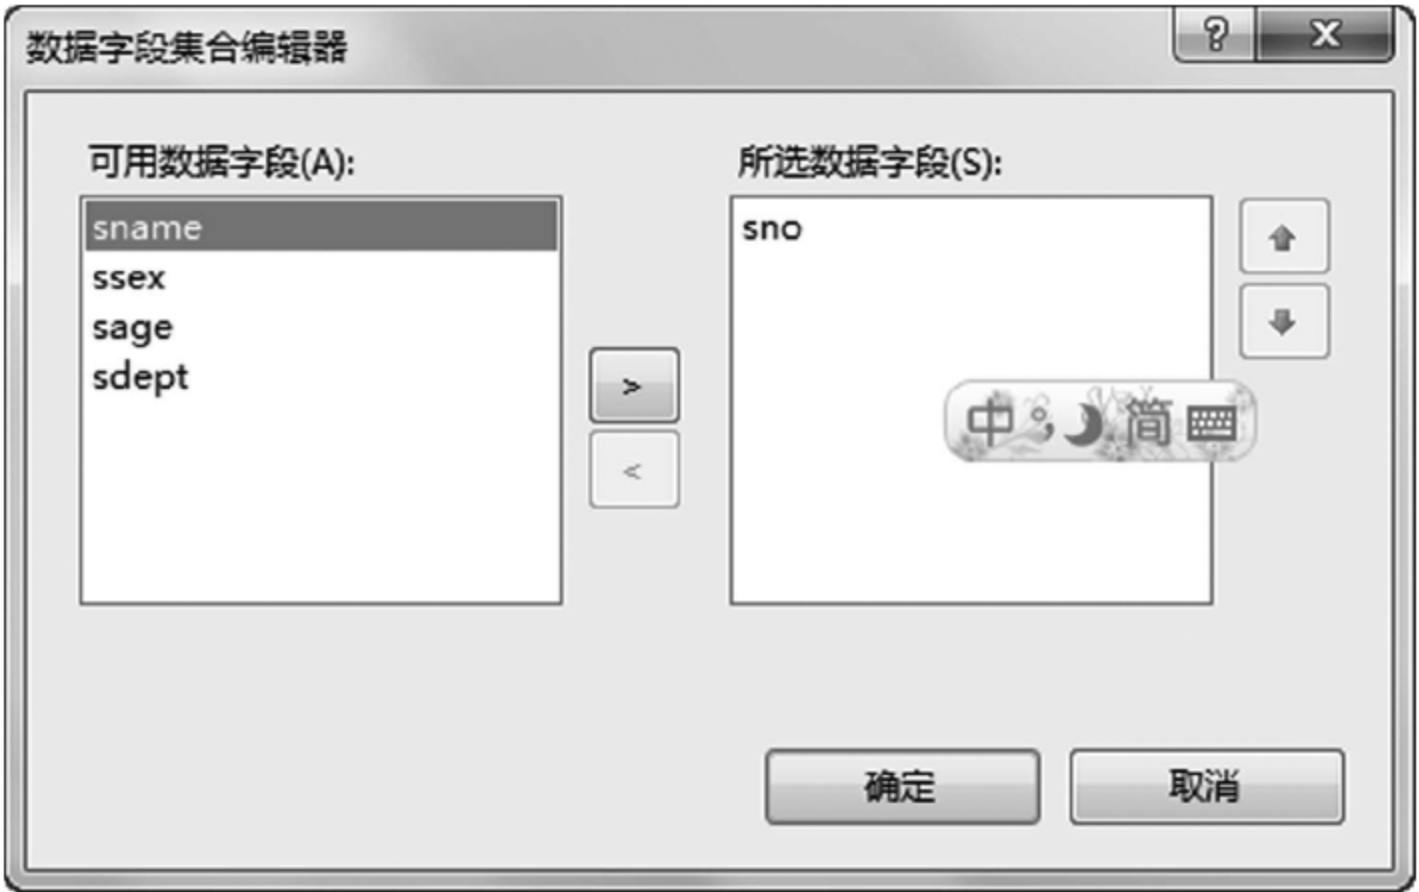 数据字段集合编辑器
?
X
可用数据字段(A):
sname
ssex
sage
sdept
>
<
所选数据字段(S):
sno
中 简
确定
取消